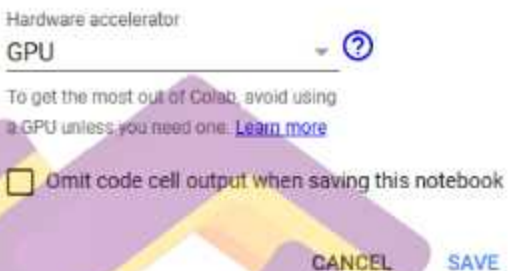 Hardware accelerator
GPU
?
To get the most out of Colab, avoid using
a GPU unless you need one. Learn more
Omit code cell output when saving this notebook
CANCEL SAVE